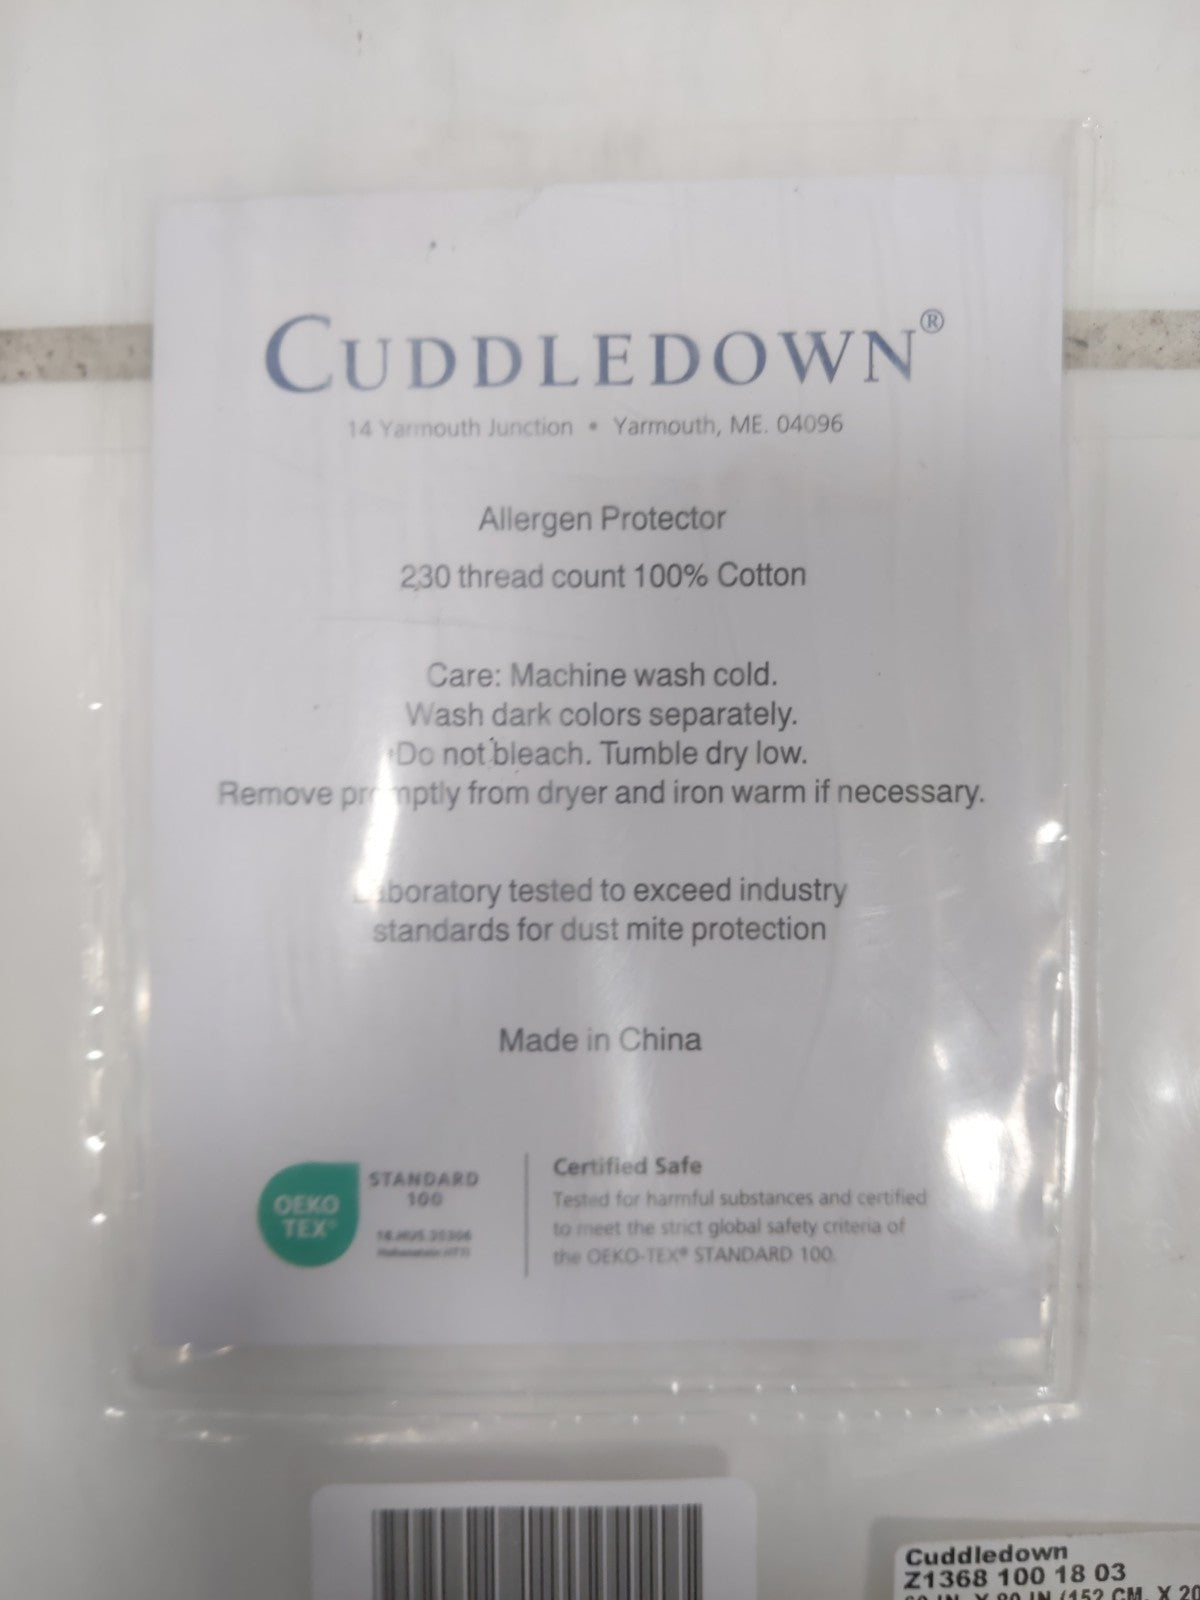 CUDDLEDOWN®
14 Yarmouth Junction • Yarmouth, ME. 04096
Allergen Protector
230 thread count 100% Cotton
Care: Machine wash cold.
Wash dark colors separately.
Do not bleach. Tumble dry low.
Remove promptly from dryer and iron warm if necessary.
Laboratory tested to exceed industry
standards for dust mite protection
Made in China
OEKO
TEX®
STANDARD
100
Certified Safe
Tested for harmful substances and certified
to meet the strict global safety criteria of
the OEKO-TEX® STANDARD 100.
Cuddledown
Z1368 100 18 03